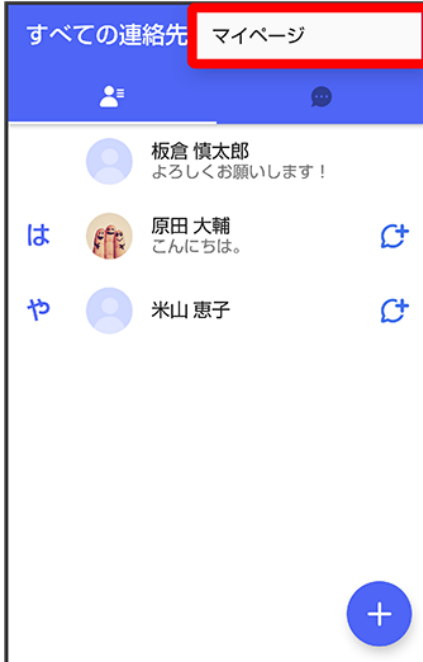 すべての連絡先
マイページ
板倉 慎太郎
よろしくお願いします！
は
原田 大輔
こんにちは。
や
米山 恵子